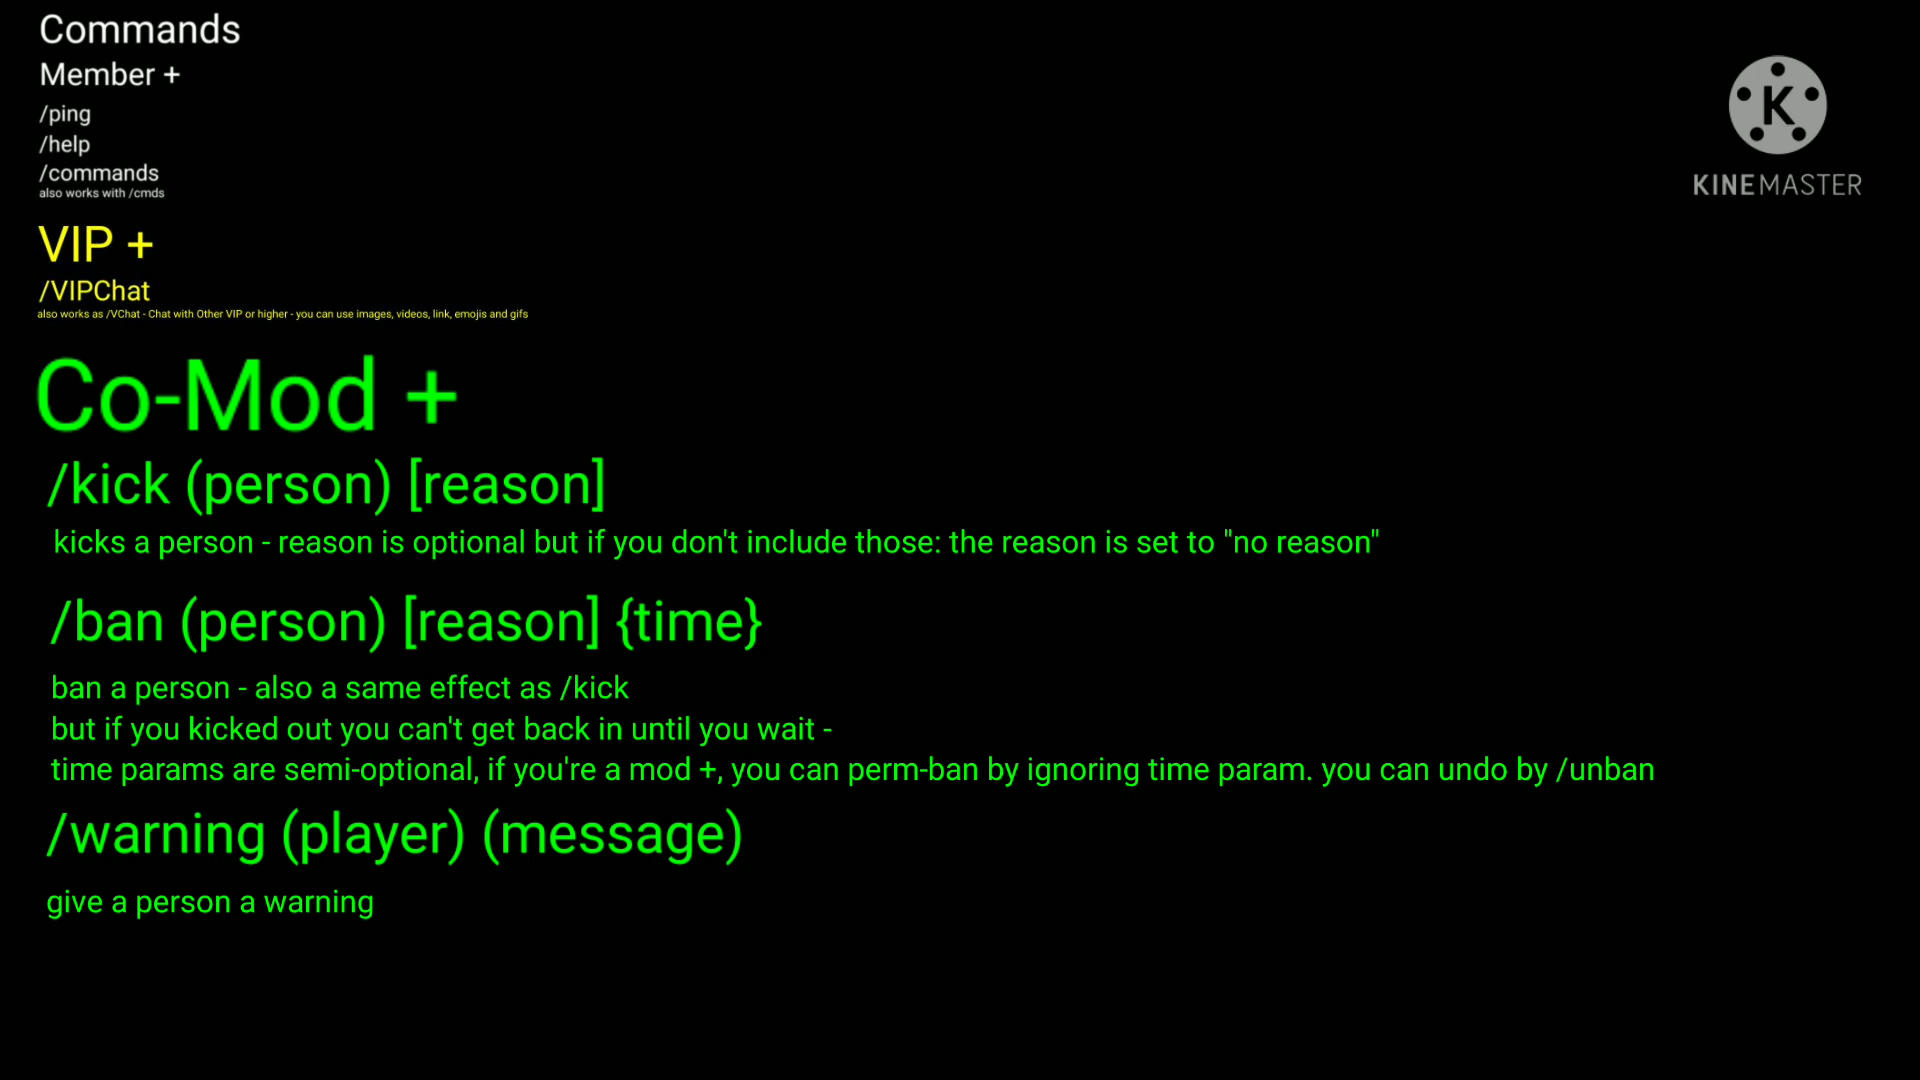 Commands
Member +
/ping
/help
/commands
also works with /cmds
VIP +
/VIPChat
also works as /VChat - Chat with Other VIP or higher - you can use images, videos, link, emojis and gifs
Co-Mod +
/kick (person) [reason]
kicks a person - reason is optional but if you don't include those: the reason is set to "no reason"
/ban (person) [reason] {time}
ban a person - also a same effect as /kick
but if you kicked out you can't get back in until you wait -
time params are semi-optional, if you're a mod +, you can perm-ban by ignoring time param. you can undo by /unban
/warning (player) (message)
give a person a warning
K
KINEMASTER